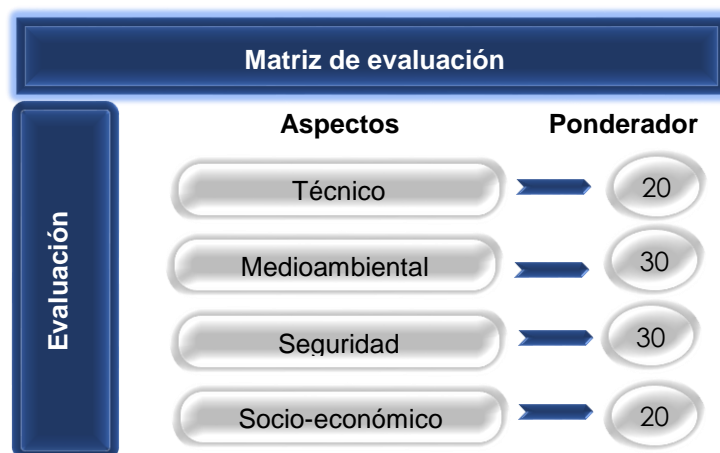 Matriz de evaluación
Evaluación
Aspectos Ponderador
Técnico 20
Medioambiental 30
Seguridad 30
Socio-económico 20